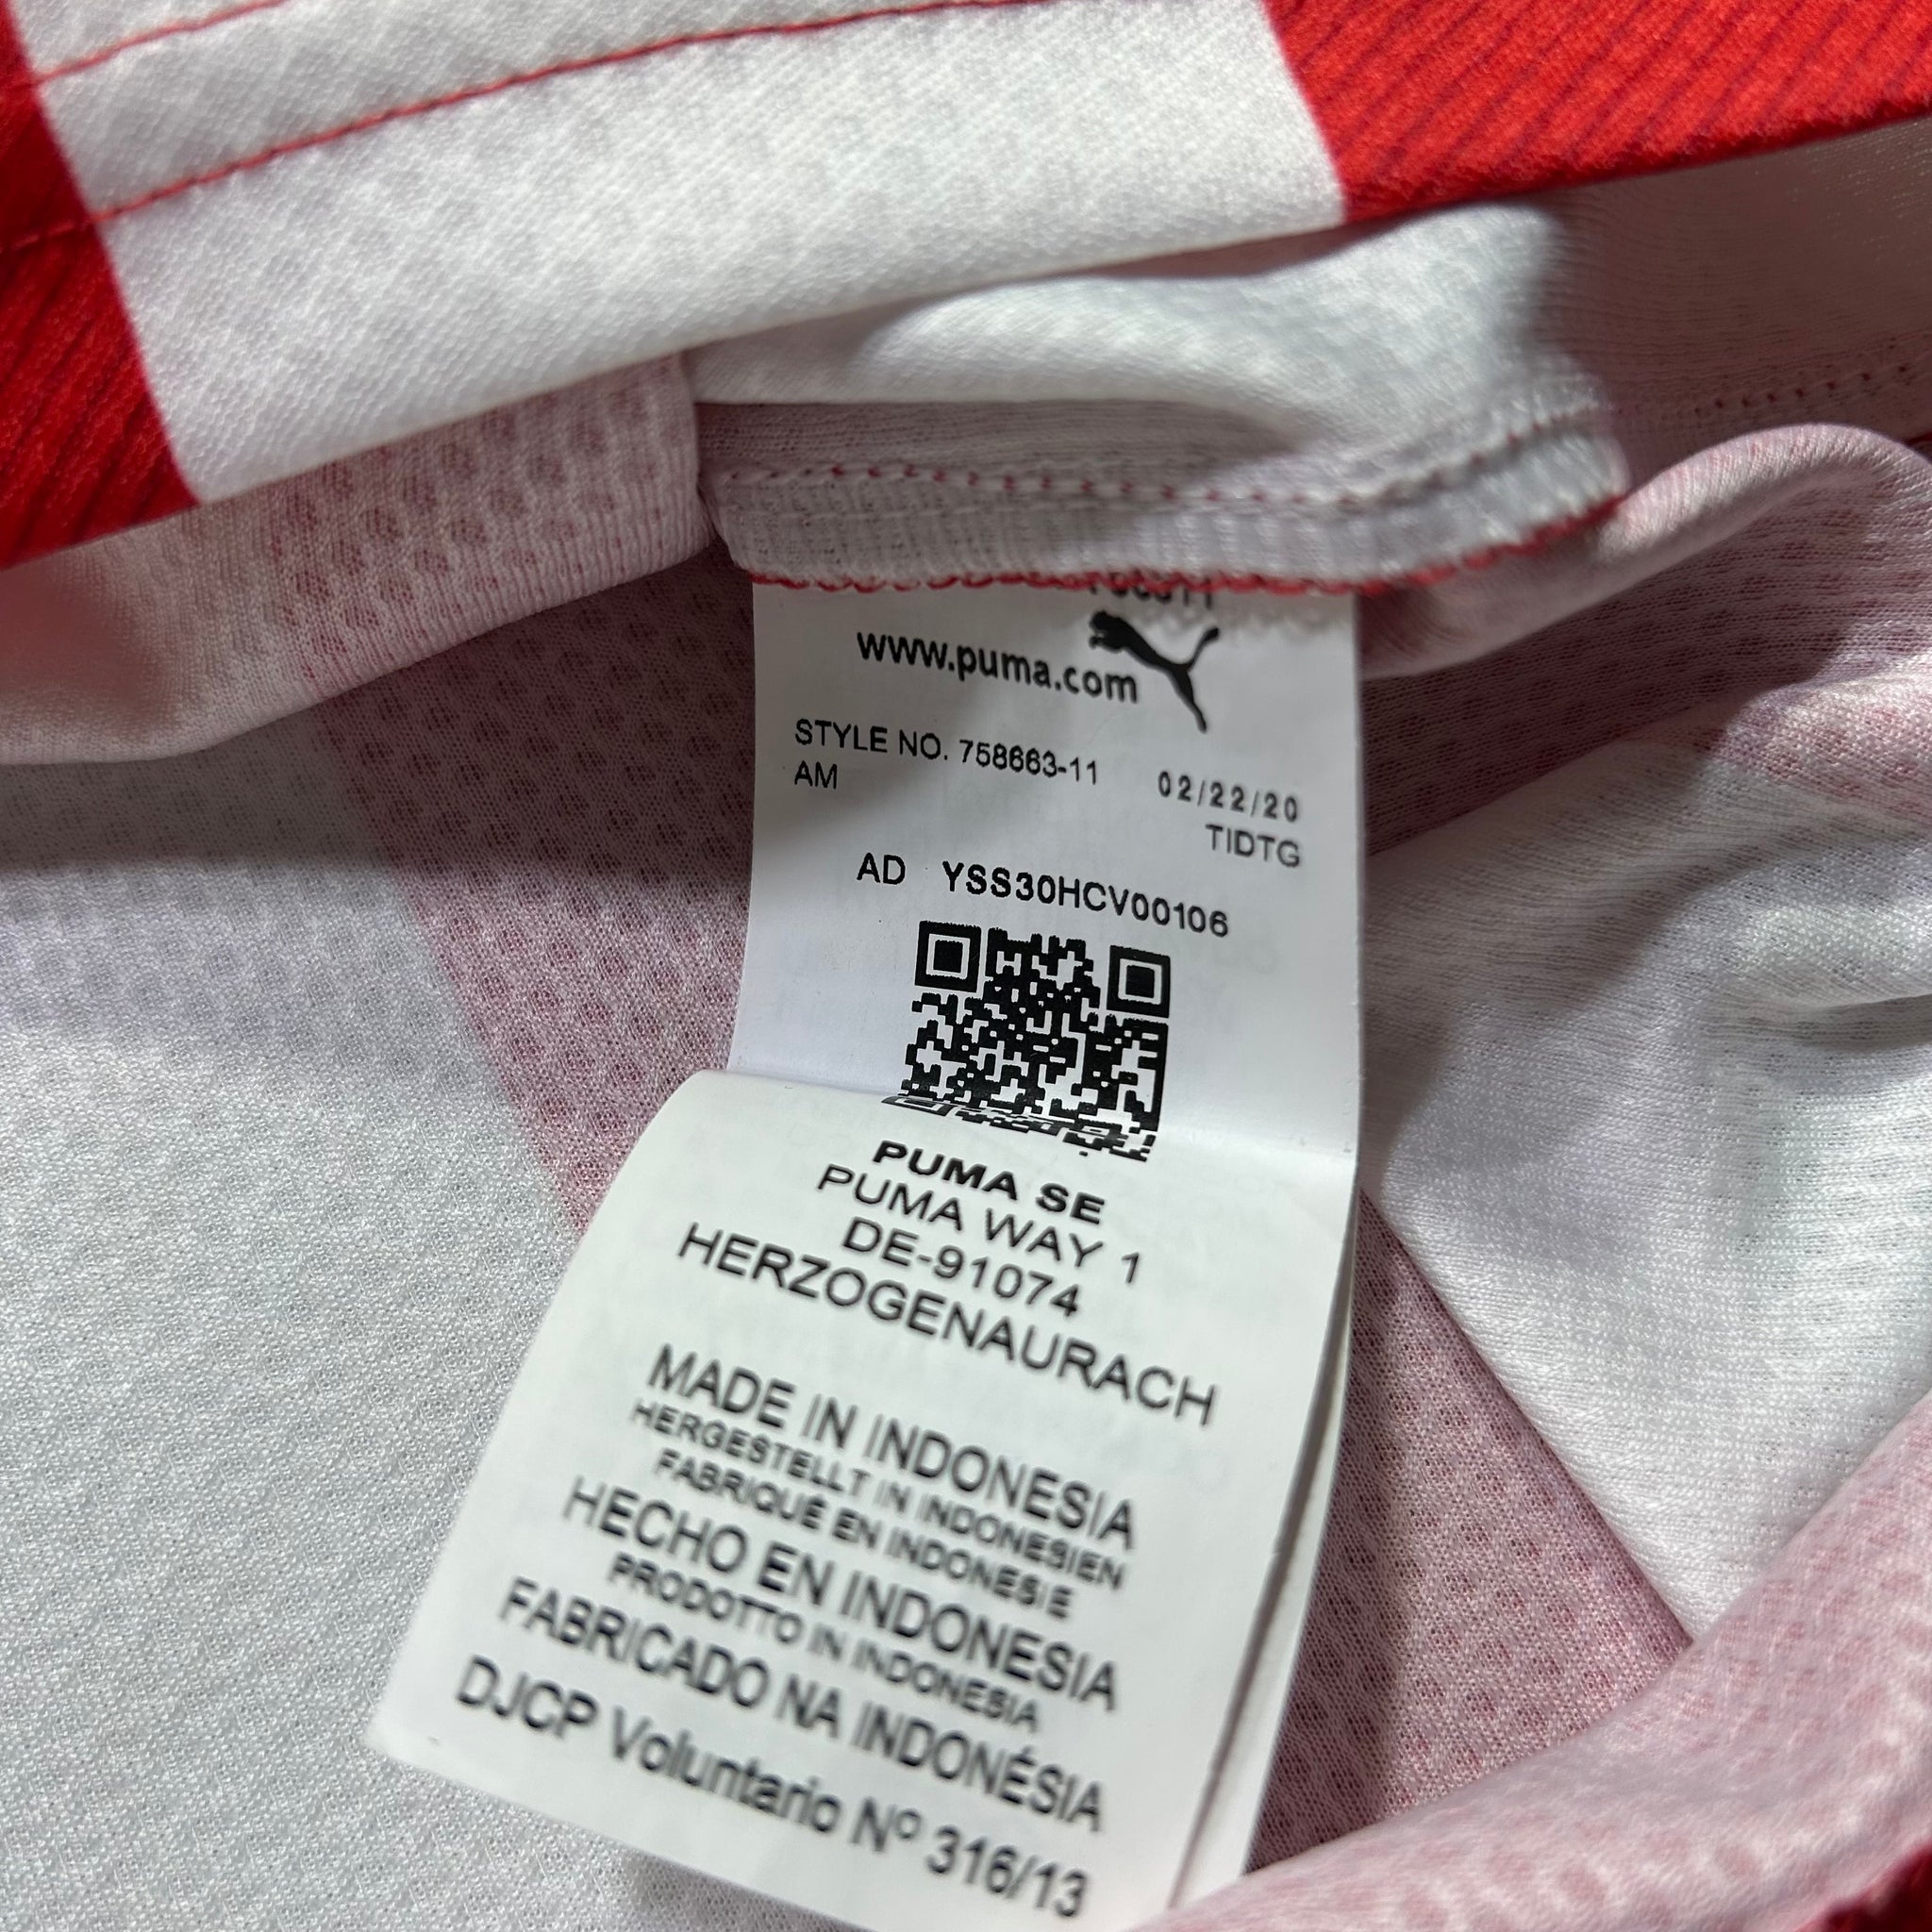 www.puma.com
STYLE NO. 758663-11 02/22/20
AM TIDTG
AD YSS30HCV00106
PUMA SE
PUMA WAY 1
DE-91074
HERZOGENAURACH
MADE IN INDONESIA
HERGESTELLT IN INDONESIEN
FABRIQUÉ EN INDONESIE
HECHO EN INDONESIA
PRODOTTO IN INDONESIA
FABRICADO NA INDONÉSIA
DJCP Voluntario Nº 316/13